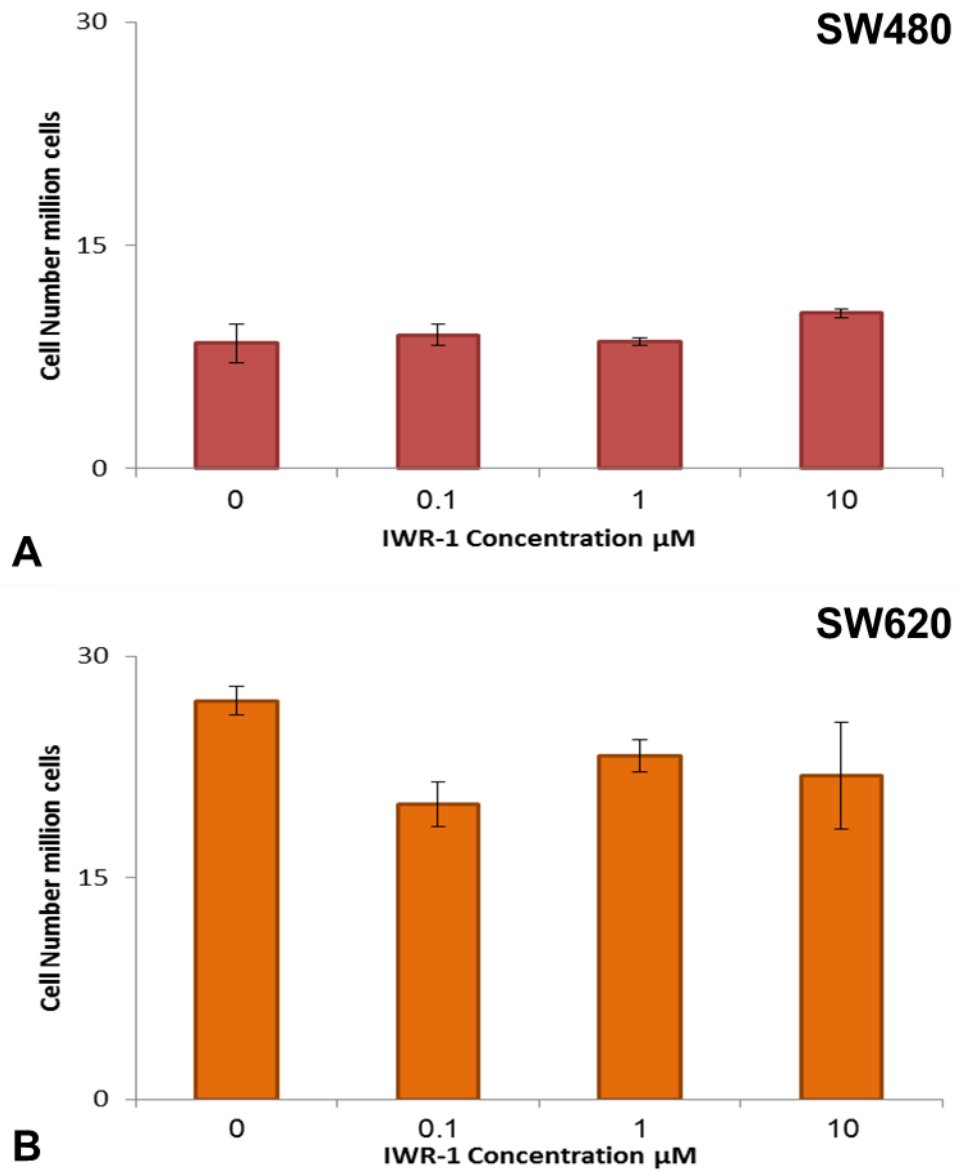 SW480
30
15
0
Cell Number million cells
0 0.1 1 10
IWR-1 Concentration µM
A
SW620
30
15
0
Cell Number million cells
0 0.1 1 10
IWR-1 Concentration µM
B